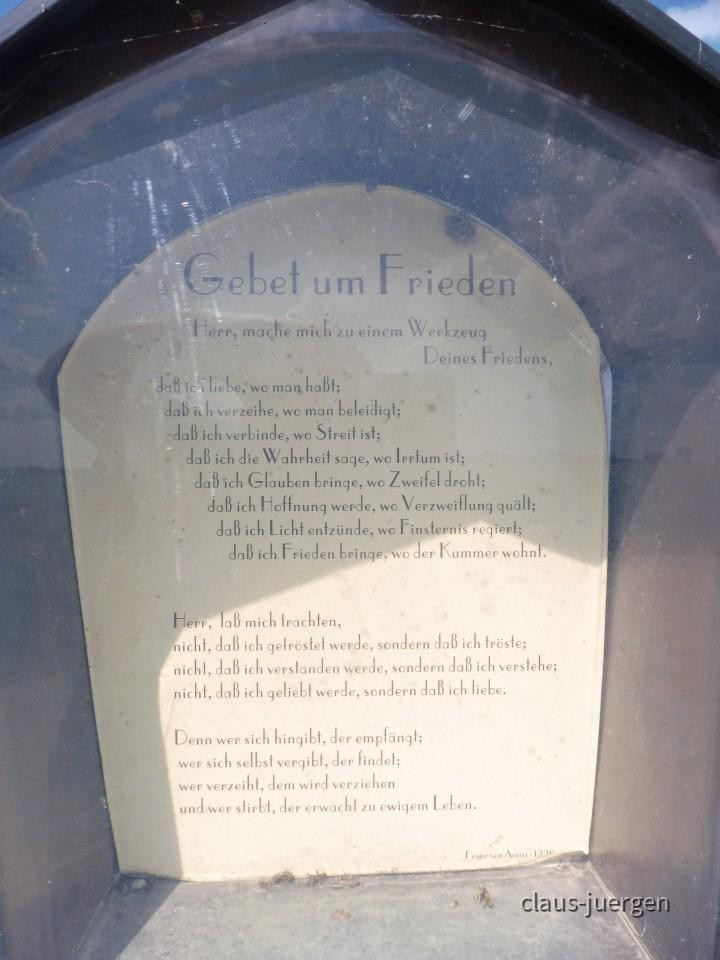 Gebet um Frieden
Herr, mache mich zu einem Werkzeug
Deines Friedens,
daß ich liebe, wo man haßt;
daß ich verzeihe, wo man beleidigt;
daß ich verbinde, wo Streit ist;
daß ich die Wahrheit sage, wo Irrtum ist;
daß ich Glauben bringe, wo Zweifel droht;
daß ich Hoffnung werde, wo Verzweiflung quält;
daß ich Licht entzünde, wo Finsternis regiert;
daß ich Frieden bringe, wo der Kummer wohnt.
Herr, laß mich trachten,
nicht, daß ich getröstet werde, sondern daß ich tröste;
nicht, daß ich verstanden werde, sondern daß ich verstehe;
nicht, daß ich geliebt werde, sondern daß ich liebe.
Denn wer sich hingibt, der empfängt;
wer sich selbst vergibt, der findet;
wer verzeiht, dem wird verziehen
und wer stirbt, der erwacht zu ewigem Leben.
Franz von Assisi · 1226
claus-juergen